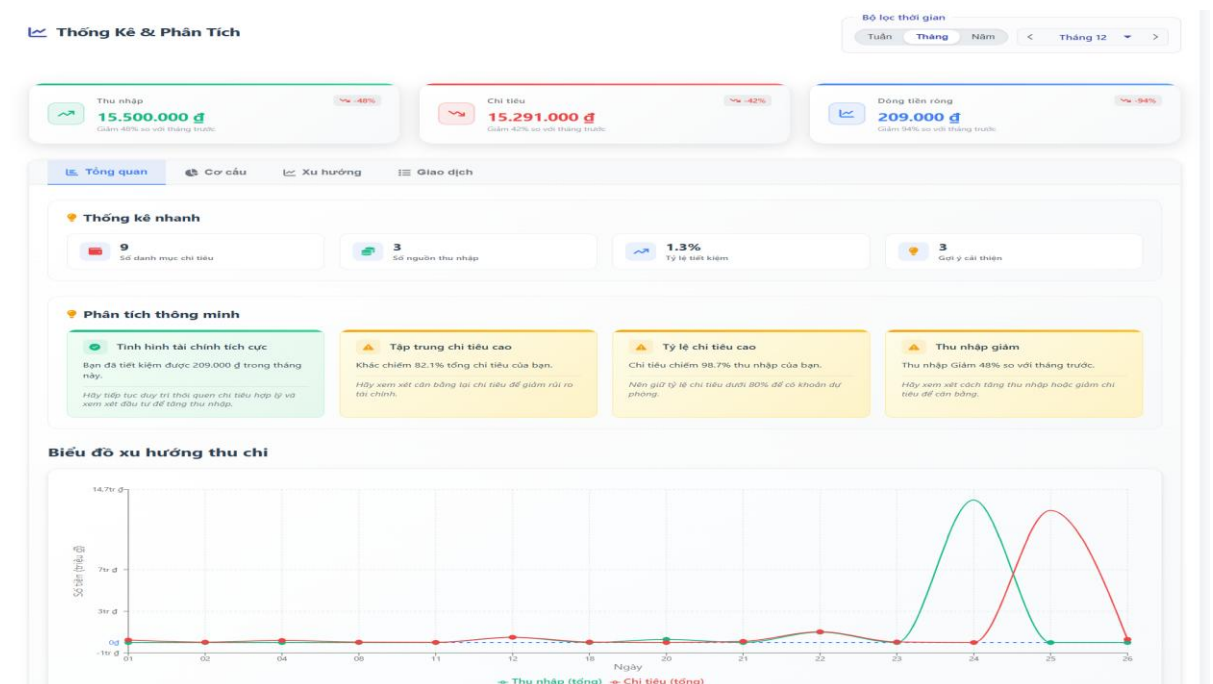 Thống Kê & Phân Tích
Bộ lọc thời gian
Tuần Tháng Năm < Tháng 12 >
Thu nhập -48%
15.500.000 ₫
Giảm 48% so với tháng trước
Chi tiêu -42%
15.291.000 ₫
Giảm 42% so với tháng trước
Dòng tiền ròng -94%
209.000 ₫
Giảm 94% so với tháng trước
Tổng quan Cơ cấu Xu hướng Giao dịch
Thống kê nhanh
9
Số danh mục chi tiêu
3
Số nguồn thu nhập
1.3%
Tỷ lệ tiết kiệm
3
Gợi ý cải thiện
Phân tích thông minh
Tình hình tài chính tích cực
Bạn đã tiết kiệm được 209.000 ₫ trong tháng
này.
Hãy tiếp tục duy trì thói quen chi tiêu hợp lý và
xem xét đầu tư để tăng thu nhập.
Tập trung chi tiêu cao
Khác chiếm 82.1% tổng chi tiêu của bạn.
Hãy xem xét cân bằng lại chi tiêu để giảm rủi ro
tài chính.
Tỷ lệ chi tiêu cao
Chi tiêu chiếm 98.7% thu nhập của bạn.
Nên giữ tỷ lệ chi tiêu dưới 80% để có khoản dự
phòng.
Thu nhập giảm
Thu nhập Giảm 48% so với tháng trước.
Hãy xem xét cách tăng thu nhập hoặc giảm chi
tiêu để cân bằng.
Biểu đồ xu hướng thu chi
Số tiền (triệu ₫)
14.7tr ₫
7tr ₫
3tr ₫
0₫
-1tr ₫
01 02 04 08 11 12 18 20 21 22 23 24 25 26
Ngày
Thu nhập (tổng) Chi tiêu (tổng)